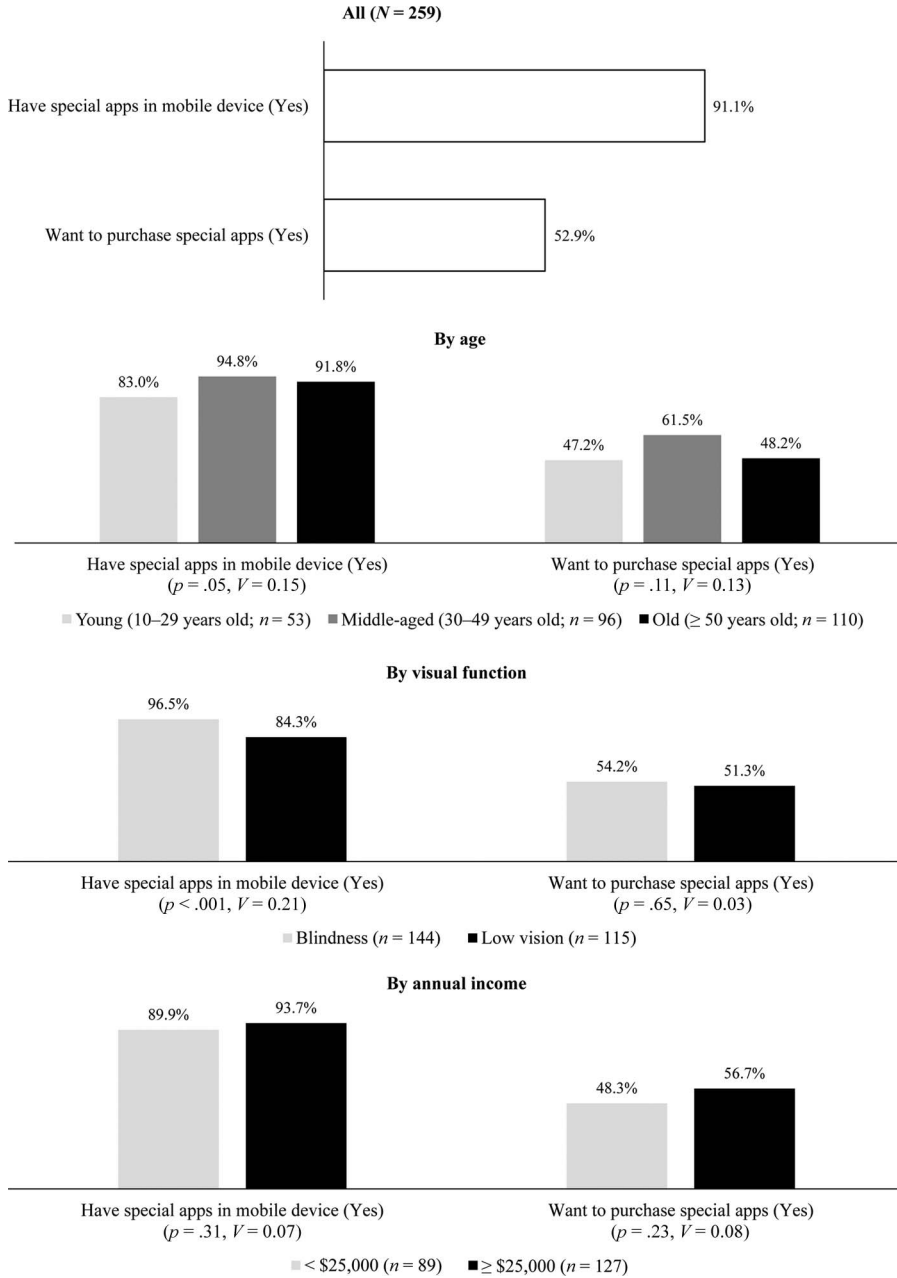 All (N = 259)
Have special apps in mobile device (Yes)
91.1%
Want to purchase special apps (Yes)
52.9%
By age
83.0% 94.8% 91.8% 47.2% 61.5% 48.2%
Have special apps in mobile device (Yes) Want to purchase special apps (Yes)
(p = .05, V = 0.15) (p = .11, V = 0.13)
Young (10–29 years old; n = 53) Middle-aged (30–49 years old; n = 96) Old (≥ 50 years old; n = 110)
By visual function
96.5% 84.3% 54.2% 51.3%
Have special apps in mobile device (Yes) Want to purchase special apps (Yes)
(p < .001, V = 0.21) (p = .65, V = 0.03)
Blindness (n = 144) Low vision (n = 115)
By annual income
89.9% 93.7% 48.3% 56.7%
Have special apps in mobile device (Yes) Want to purchase special apps (Yes)
(p = .31, V = 0.07) (p = .23, V = 0.08)
< $25,000 (n = 89) ≥ $25,000 (n = 127)